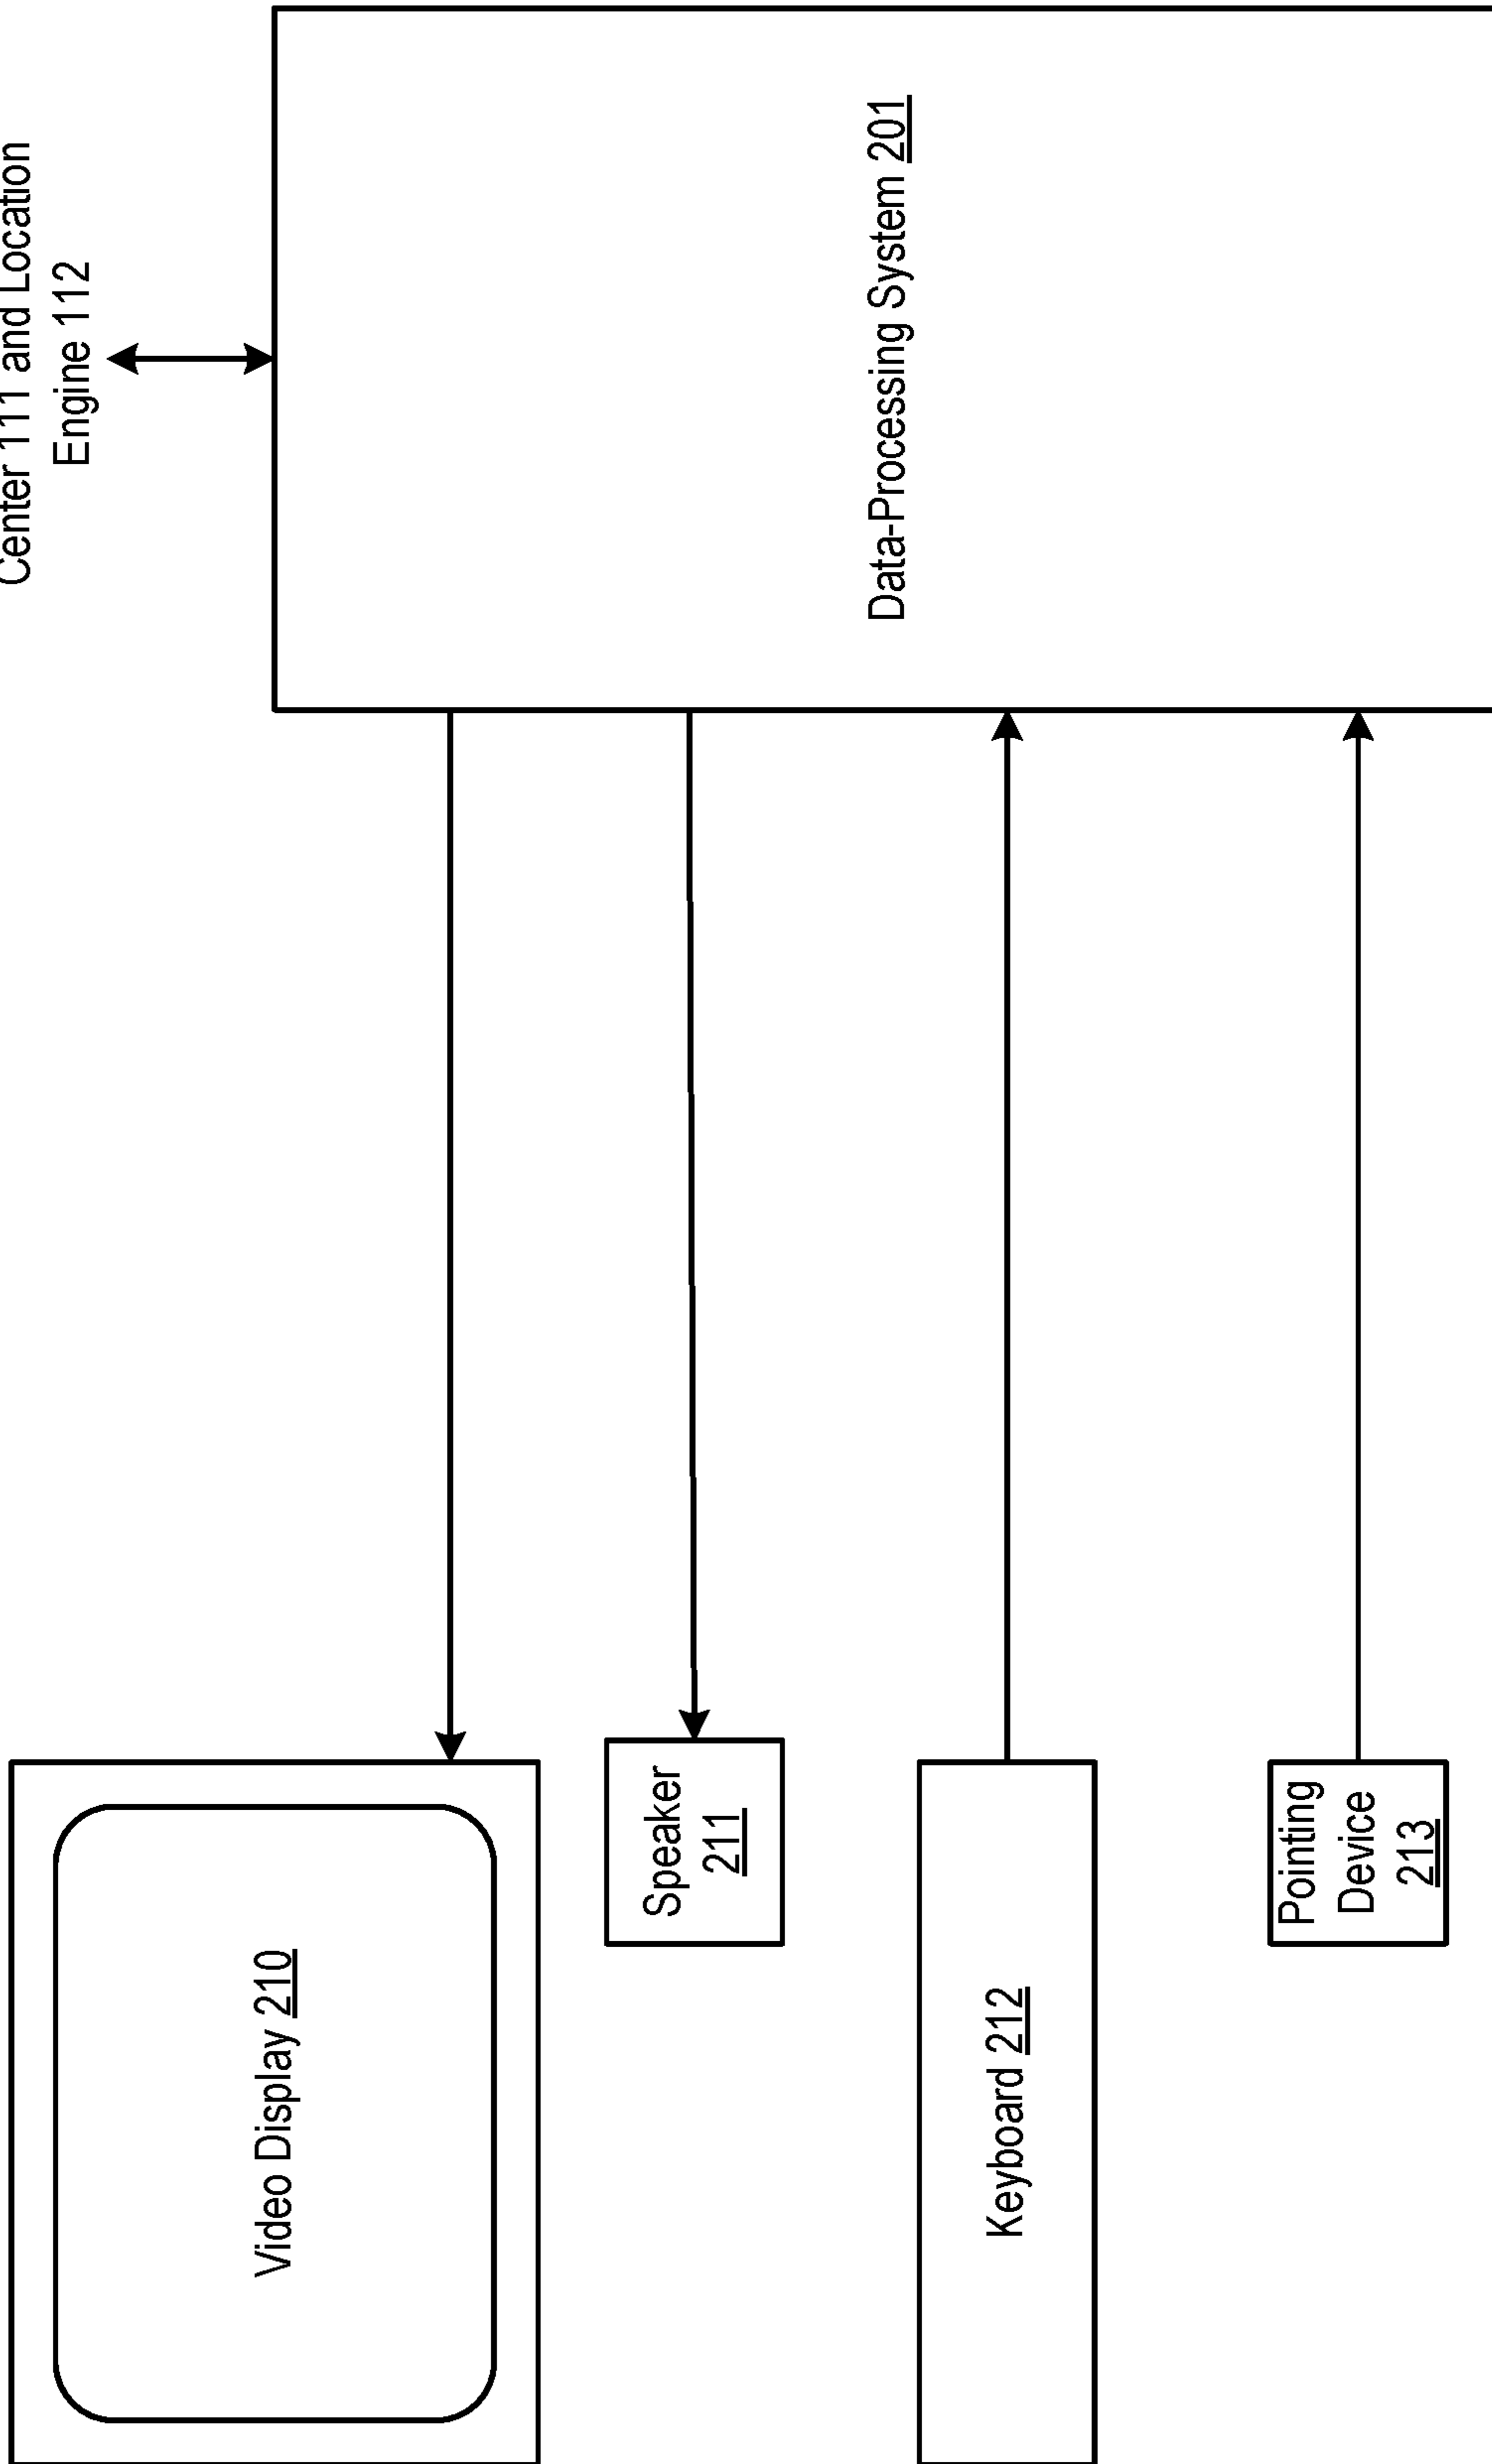 Center 111 and Location
Engine 112
Data-Processing System 201
Video Display 210
Speaker
211
Keyboard 212
Pointing
Device
213